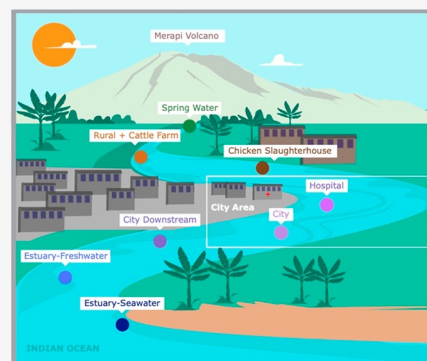 Merapi Volcano
Spring Water
Rural + Cattle Farm
Chicken Slaughterhouse
Hospital
City Area
City
City Downstream
Estuary-Freshwater
Estuary-Seawater
INDIAN OCEAN